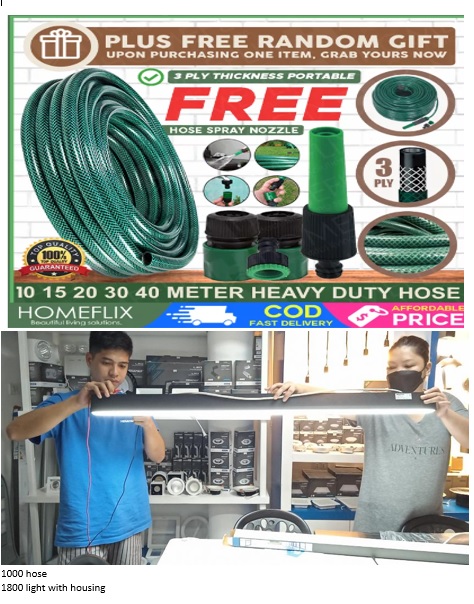 PLUS FREE RANDOM GIFT
UPON PURCHASING ONE ITEM, GRAB YOURS NOW
3 PLY THICKNESS PORTABLE
FREE
HOSE SPRAY NOZZLE
3
PLY
TOP QUALITY
100%
TOP QUALITY
GUARANTEED
10 15 20 30 40 METER HEAVY DUTY HOSE
HOMEFLIX
Beautiful living solutions.
COD
FAST DELIVERY
$
AFFORDABLE
PRICE
ADVENTURES
1000 hose
1800 light with housing